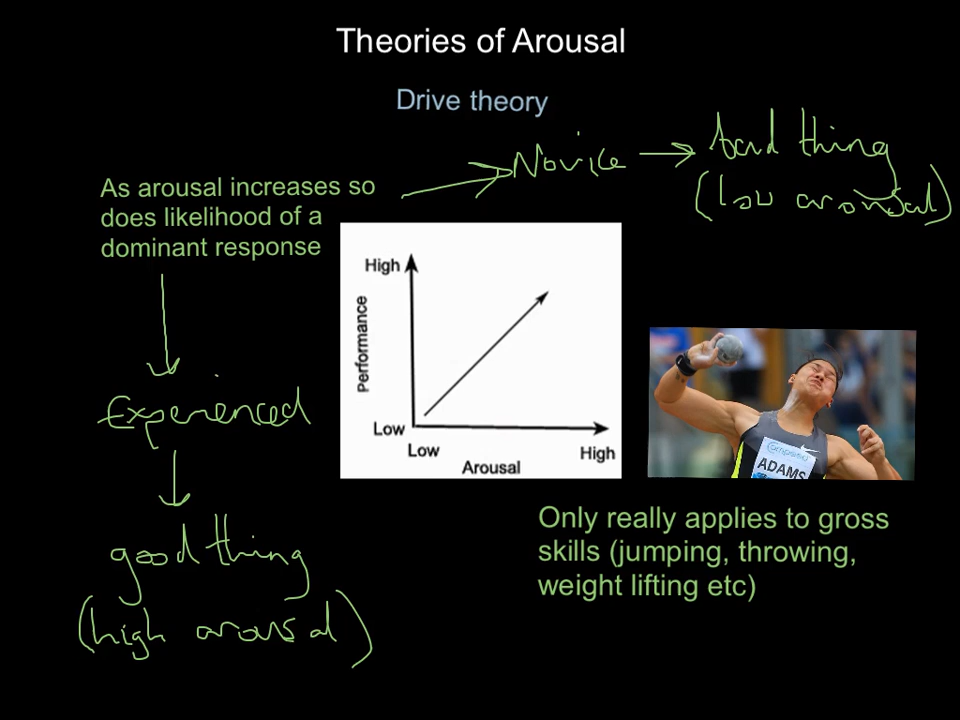 Theories of Arousal
Drive theory
As arousal increases so
does likelihood of a
dominant response
Novice
bad thing
(low arousal)
Experienced
good thing
(high arousal)
High
Performance
Low
Low
High
Arousal
ADAMS
Only really applies to gross
skills (jumping, throwing,
weight lifting etc)